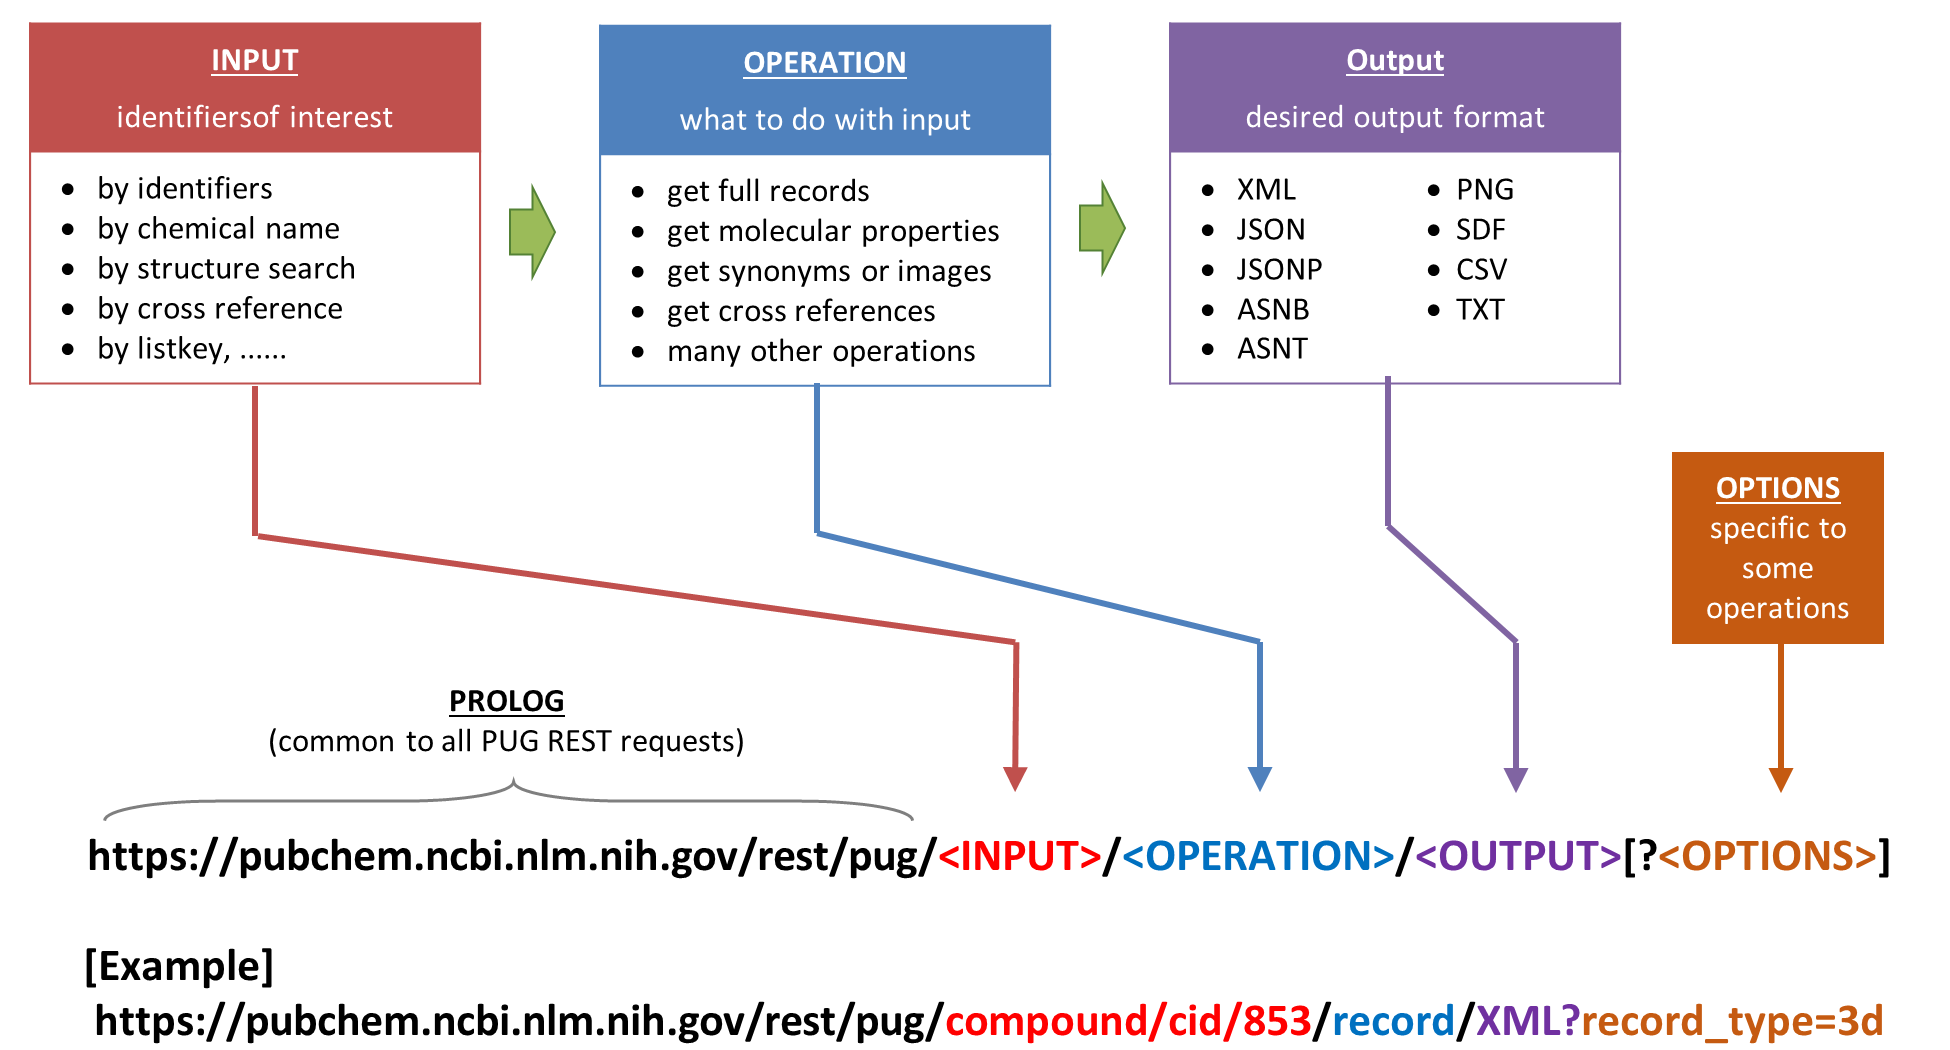 INPUT
identifiersof interest
• by identifiers
• by chemical name
• by structure search
• by cross reference
• by listkey, ......
OPERATION
what to do with input
• get full records
• get molecular properties
• get synonyms or images
• get cross references
• many other operations
Output
desired output format
• XML
• JSON
• JSONP
• ASNB
• ASNT
• PNG
• SDF
• CSV
• TXT
OPTIONS
specific to
some
operations
PROLOG
(common to all PUG REST requests)
https://pubchem.ncbi.nlm.nih.gov/rest/pug/<INPUT>/<OPERATION>/<OUTPUT>[?<OPTIONS>]
[Example]
https://pubchem.ncbi.nlm.nih.gov/rest/pug/compound/cid/853/record/XML?record_type=3d